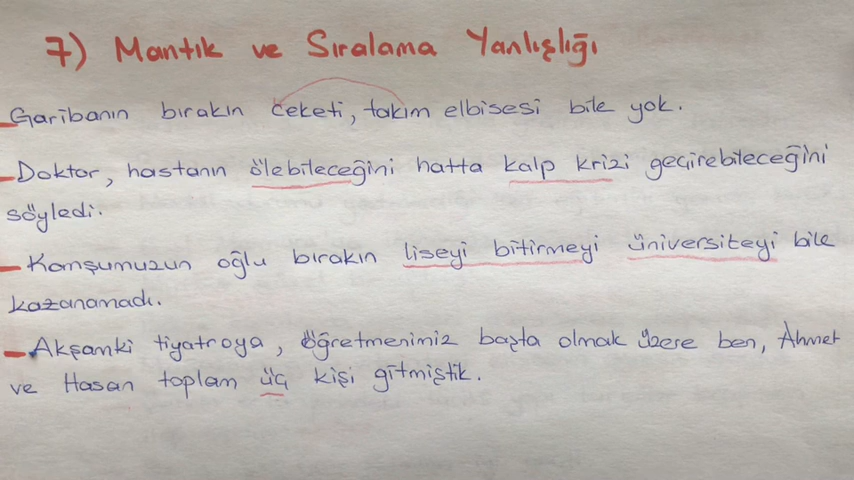 7) Mantık ve Sıralama Yanlışlığı
Garibanın bırakın ceketi, takım elbisesi bile yok.
Doktor, hastanın ölebileceğini hatta kalp krizi geçirebileceğini
söyledi.
Komşumuzun oğlu bırakın liseyi bitirmeyi üniversiteyi bile
kazanamadı.
Akşamki tiyatroya, öğretmenimiz başta olmak üzere ben, Ahmet
ve Hasan toplam üç kişi gitmiştik.